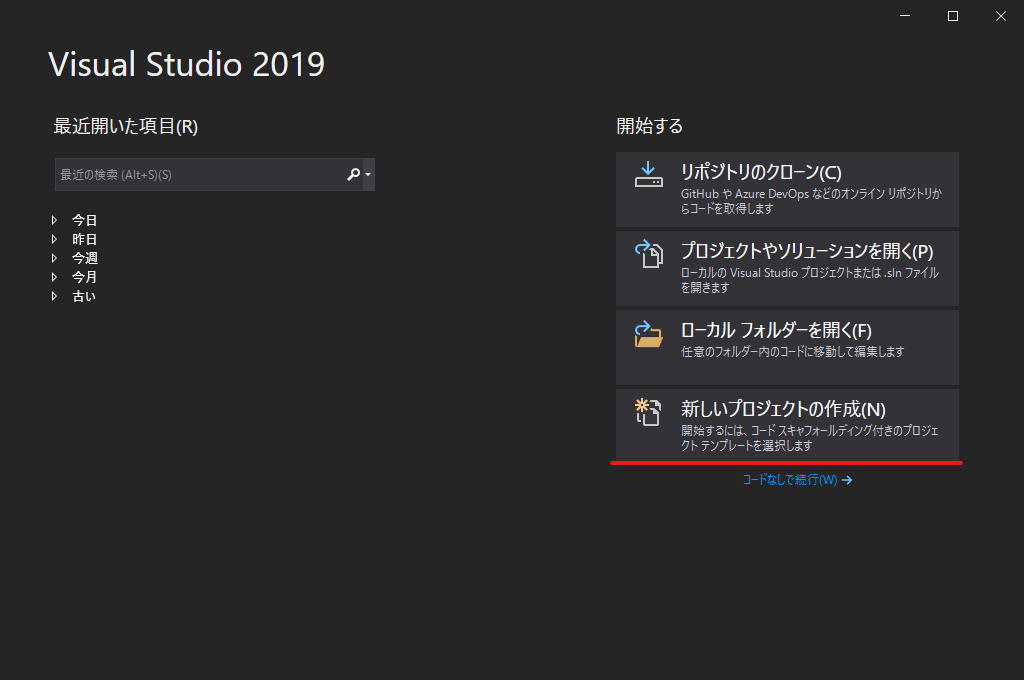 Visual Studio 2019
最近開いた項目(R)
最近の検索 (Alt+S)(S)
今日
昨日
今週
今月
古い
開始する
リポジトリのクローン(C)
GitHub や Azure DevOps などのオンライン リポジトリか
らコードを取得します
プロジェクトやソリューションを開く(P)
ローカルの Visual Studio プロジェクトまたは .sln ファイル
を開きます
ローカル フォルダーを開く(F)
任意のフォルダー内のコードに移動して編集します
新しいプロジェクトの作成(N)
開始するには、コード スキャフォールディング付きのプロジェ
クト テンプレートを選択します
コードなしで続行(W) →